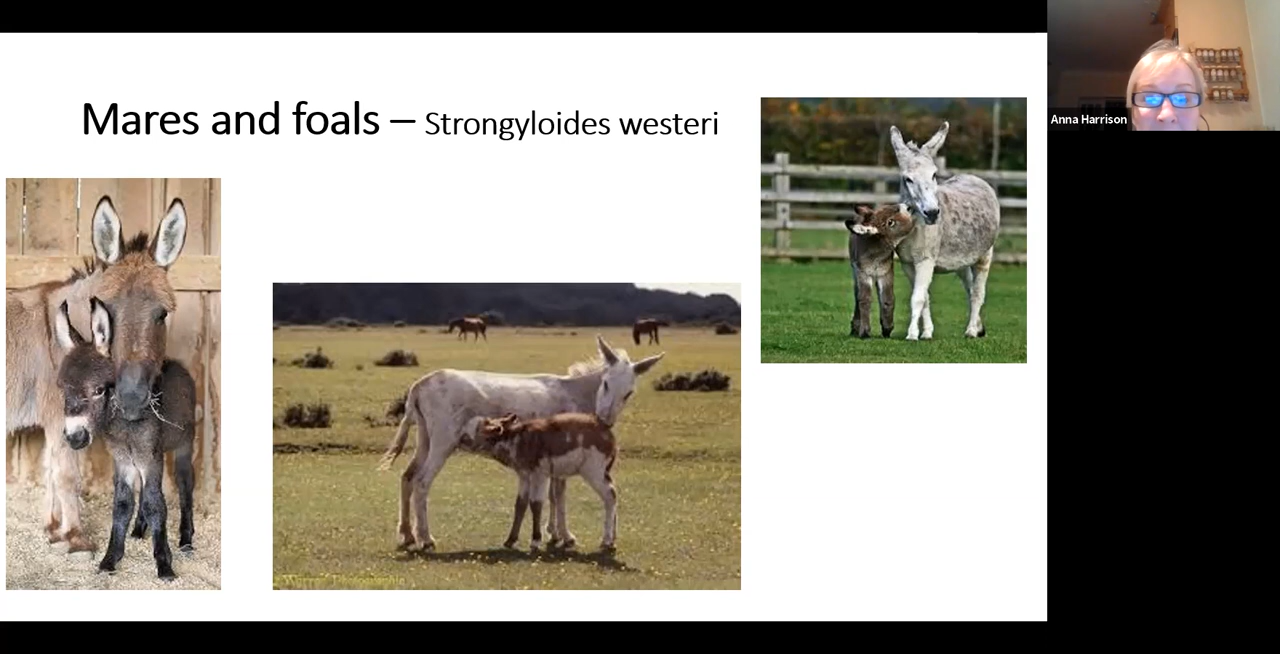 Mares and foals – Strongyloides westeri
Anna Harrison